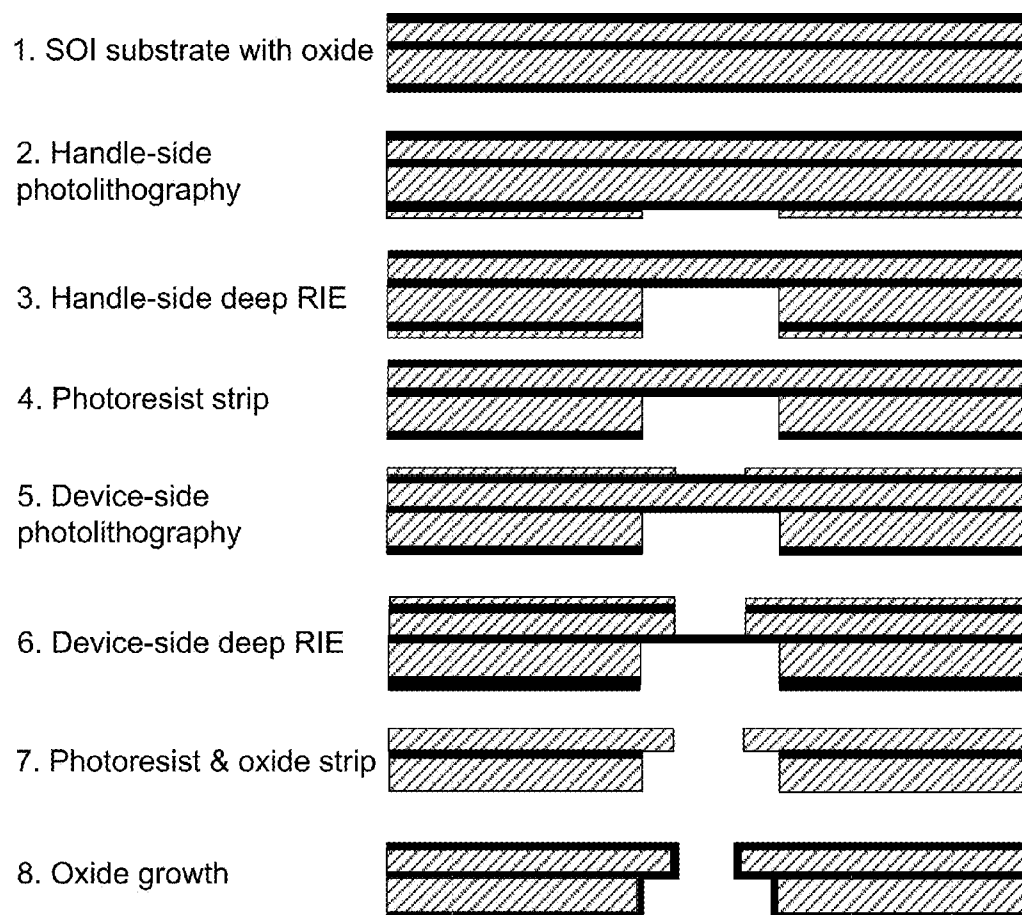 1. SOI substrate with oxide
2. Handle-side
photolithography
3. Handle-side deep RIE
4. Photoresist strip
5. Device-side
photolithography
6. Device-side deep RIE
7. Photoresist & oxide strip
8. Oxide growth